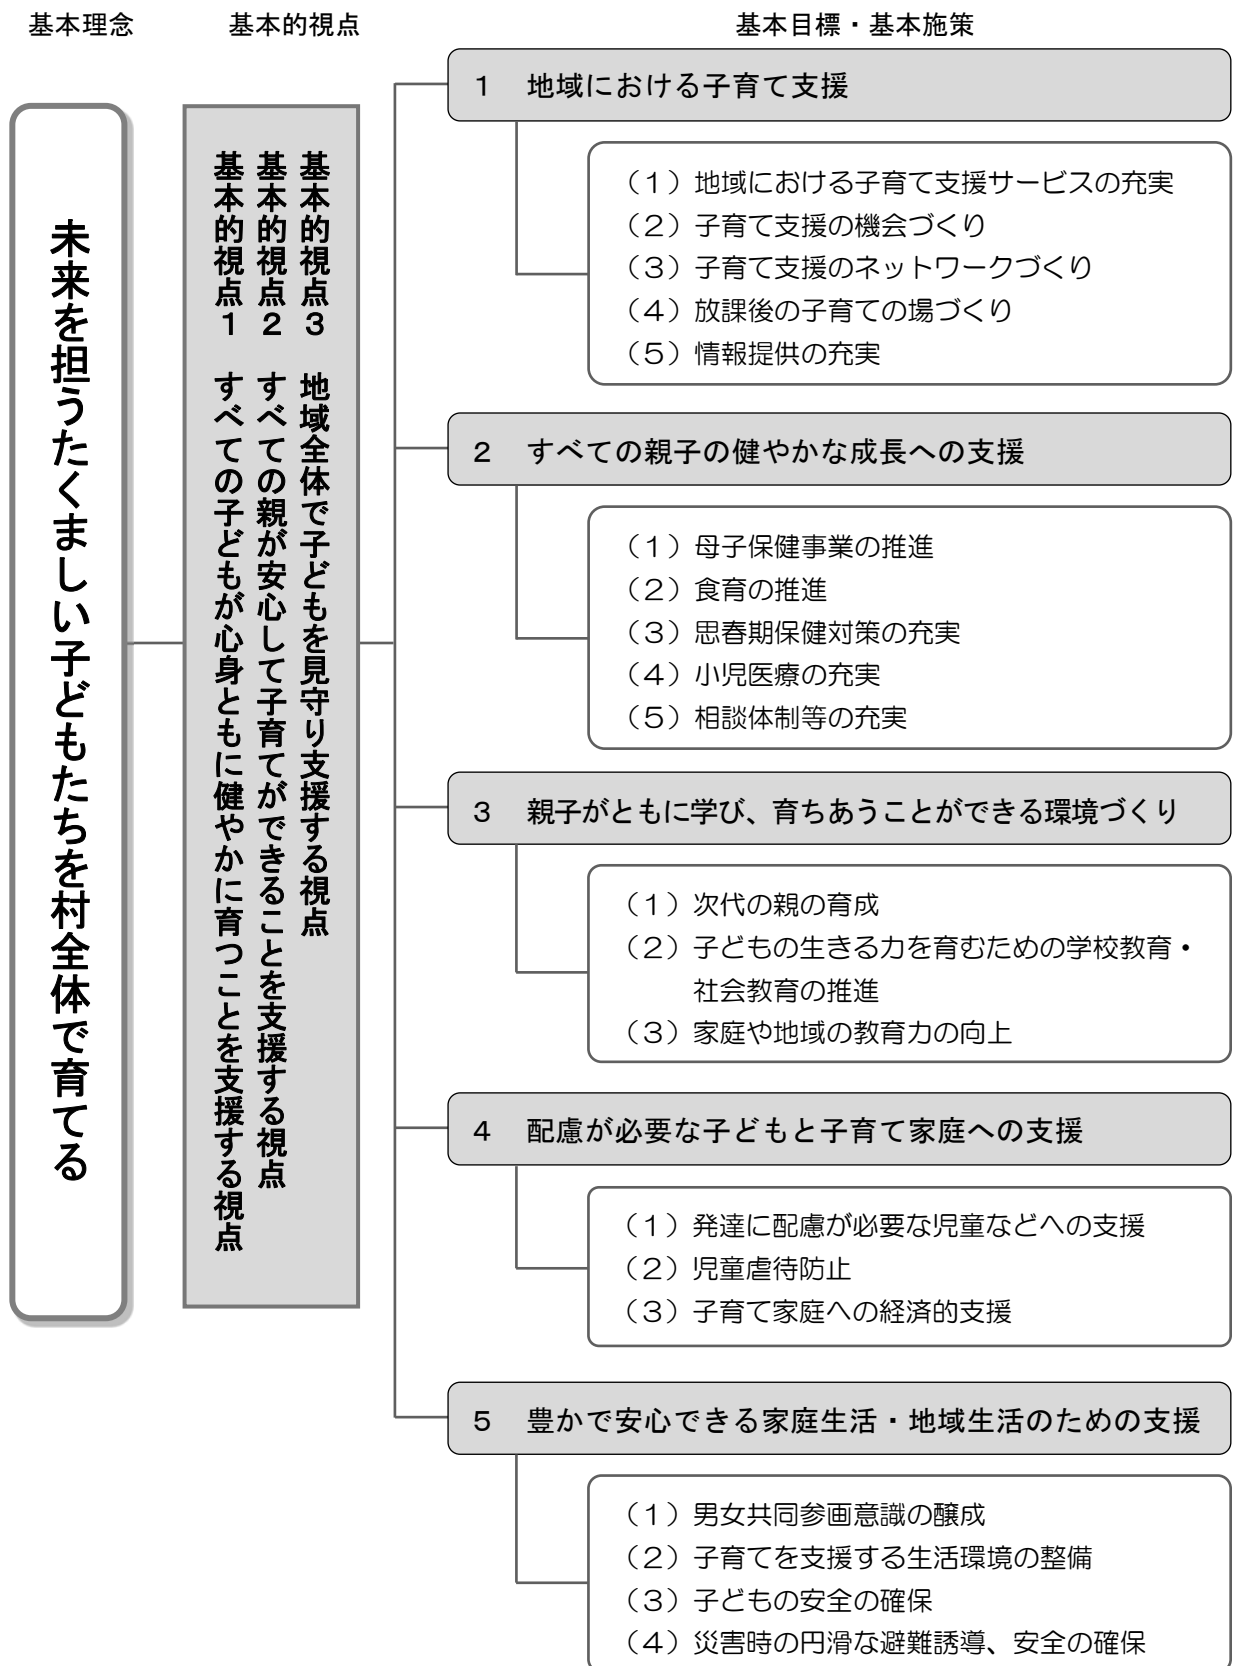 基本理念
基本的視点
基本目標・基本施策
未来を担うたくましい子どもたちを村全体で育てる
基本的視点3　地域全体で子どもを見守り支援する視点
基本的視点2　すべての親が安心して子育てができることを支援する視点
基本的視点1　すべての子どもが心身ともに健やかに育つことを支援する視点
1　地域における子育て支援
（1）地域における子育て支援サービスの充実
（2）子育て支援の機会づくり
（3）子育て支援のネットワークづくり
（4）放課後の子育ての場づくり
（5）情報提供の充実
2　すべての親子の健やかな成長への支援
（1）母子保健事業の推進
（2）食育の推進
（3）思春期保健対策の充実
（4）小児医療の充実
（5）相談体制等の充実
3　親子がともに学び、育ちあうことができる環境づくり
（1）次代の親の育成
（2）子どもの生きる力を育むための学校教育・
社会教育の推進
（3）家庭や地域の教育力の向上
4　配慮が必要な子どもと子育て家庭への支援
（1）発達に配慮が必要な児童などへの支援
（2）児童虐待防止
（3）子育て家庭への経済的支援
5　豊かで安心できる家庭生活・地域生活のための支援
（1）男女共同参画意識の醸成
（2）子育てを支援する生活環境の整備
（3）子どもの安全の確保
（4）災害時の円滑な避難誘導、安全の確保